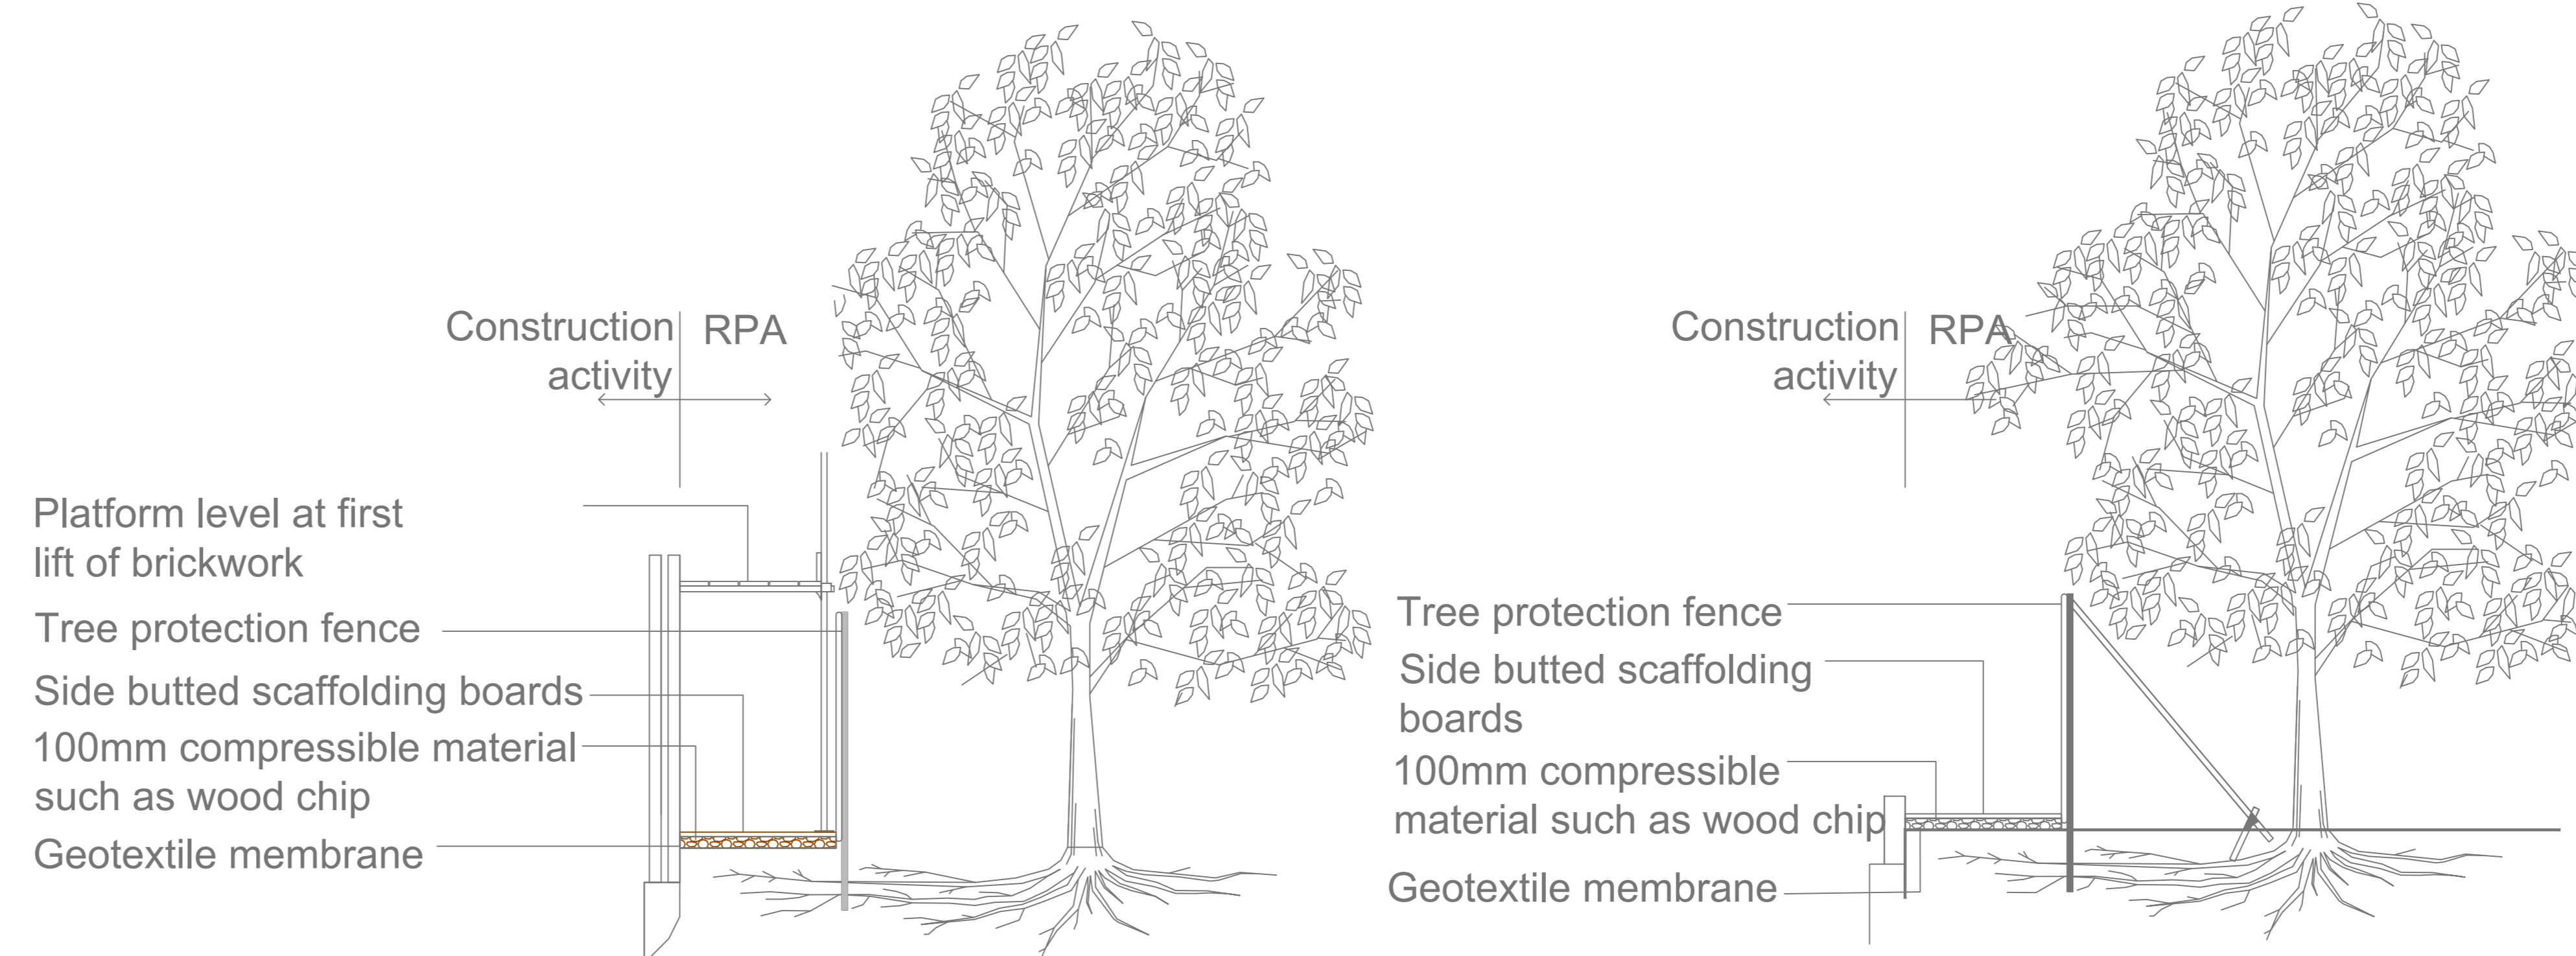 Construction
activity
RPA
Platform level at first
lift of brickwork
Tree protection fence
Side butted scaffolding boards
100mm compressible material
such as wood chip
Geotextile membrane
Construction
activity
RPA
Tree protection fence
Side butted scaffolding
boards
100mm compressible
material such as wood chip
Geotextile membrane